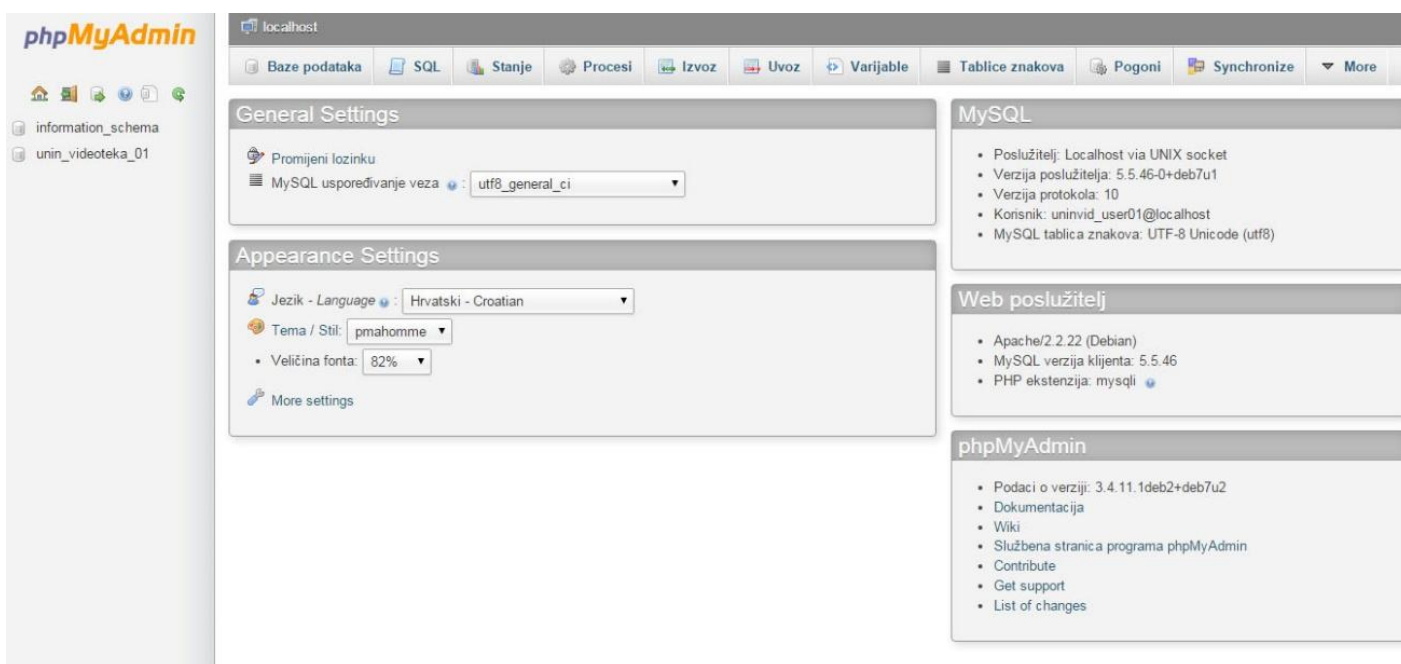 phpMyAdmin
information_schema
unin_videoteka_01
localhost
Baze podataka SQL Stanje Procesi Izvoz Uvoz Varijable Tablice znakova Pogoni Synchronize More
General Settings
Promijeni lozinku
MySQL uspoređivanje veza : utf8_general_ci
Appearance Settings
Jezik - Language : Hrvatski - Croatian
Tema / Stil: pmahomme
• Veličina fonta: 82%
More settings
MySQL
• Poslužitelj: Localhost via UNIX socket
• Verzija poslužitelja: 5.5.46-0+deb7u1
• Verzija protokola: 10
• Korisnik: uninvid_user01@localhost
• MySQL tablica znakova: UTF-8 Unicode (utf8)
Web poslužitelj
• Apache/2.2.22 (Debian)
• MySQL verzija klijenta: 5.5.46
• PHP ekstenzija: mysqli
phpMyAdmin
• Podaci o verziji: 3.4.11.1deb2+deb7u2
• Dokumentacija
• Wiki
• Službena stranica programa phpMyAdmin
• Contribute
• Get support
• List of changes